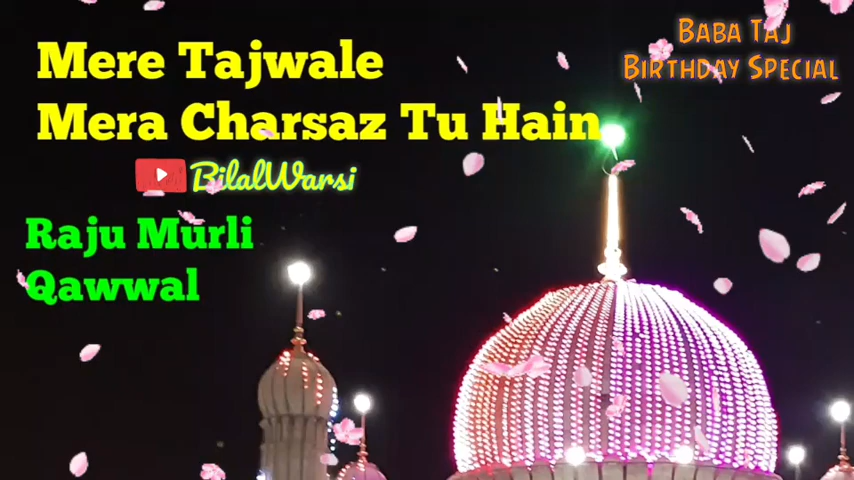 Mere Tajwale
Mera Charsaz Tu Hain
BilalWarsi
Raju Murli
Qawwal
Baba Taj
Birthday Special